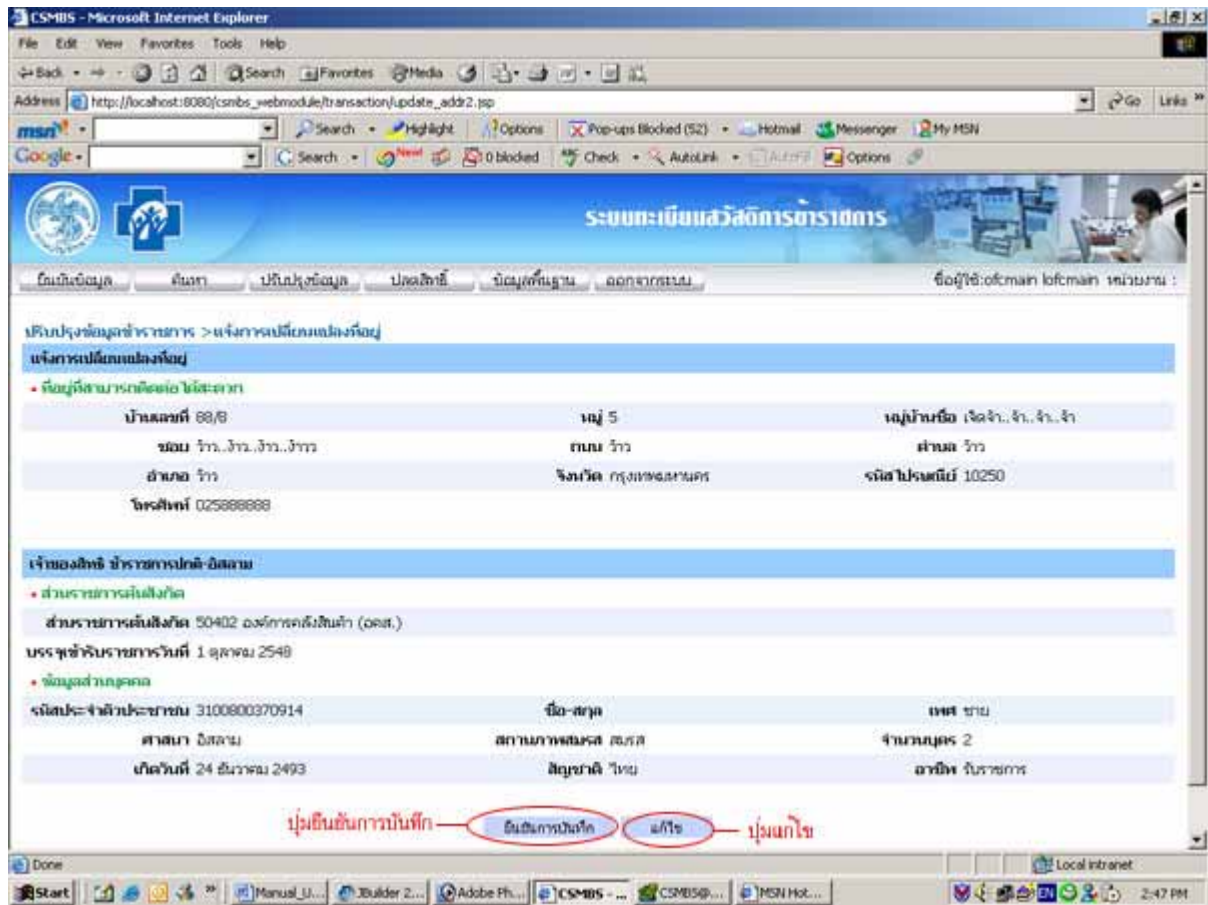 CSMBS - Microsoft Internet Explorer
File Edit View Favorites Tools Help
Back Search Favorites Media
Address http://localhost:8080/csmbs_webmodule/transaction/update_addr2.jsp Go Links »
msn Search Highlight Options Pop-ups Blocked (52) Hotmail Messenger My MSN
Google Search New! 0 blocked Check AutoLink AutoFill Options
ระบบทะเบียนสวัสดิการข้าราชการ
ยืนยันข้อมูล ค้นหา ปรับปรุงข้อมูล ปลดสิทธิ์ ข้อมูลพื้นฐาน ออกจากระบบ ชื่อผู้ใช้:ofcmain lofcmain หน่วยงาน :
ปรับปรุงข้อมูลข้าราชการ >แจ้งการเปลี่ยนแปลงที่อยู่
แจ้งการเปลี่ยนแปลงที่อยู่
ที่อยู่ที่สามารถติดต่อได้สะดวก
บ้านเลขที่ 88/8 หมู่ 5 หมู่บ้านชื่อ เจิดจ้า..จ้า..จ้า..จ้า
ซอย ว้าว..ว้าว..ว้าว..ว้าวว ถนน ว้าว ตำบล ว้าว
อำเภอ ว้าว จังหวัด กรุงเทพมหานคร รหัสไปรษณีย์ 10250
โทรศัพท์ 025888888
เจ้าของสิทธิ ข้าราชการปกติ-อิสลาม
ส่วนราชการต้นสังกัด
ส่วนราชการต้นสังกัด 50402 องค์การคลังสินค้า (อคส.)
บรรจุเข้ารับราชการวันที่ 1 ตุลาคม 2548
ข้อมูลส่วนบุคคล
รหัสประจำตัวประชาชน 3100800370914 ชื่อ-สกุล เพศ ชาย
ศาสนา อิสลาม สถานภาพสมรส สมรส จำนวนบุตร 2
เกิดวันที่ 24 ธันวาคม 2493 สัญชาติ ไทย อาชีพ รับราชการ
ปุ่มยืนยันการบันทึก ยืนยันการบันทึก แก้ไข ปุ่มแก้ไข
Done Local intranet
Start » Manual_U... JBuilder 2... Adobe Ph... CSMBS - ... CSMBS@... MSN Hot... EN 2:47 PM